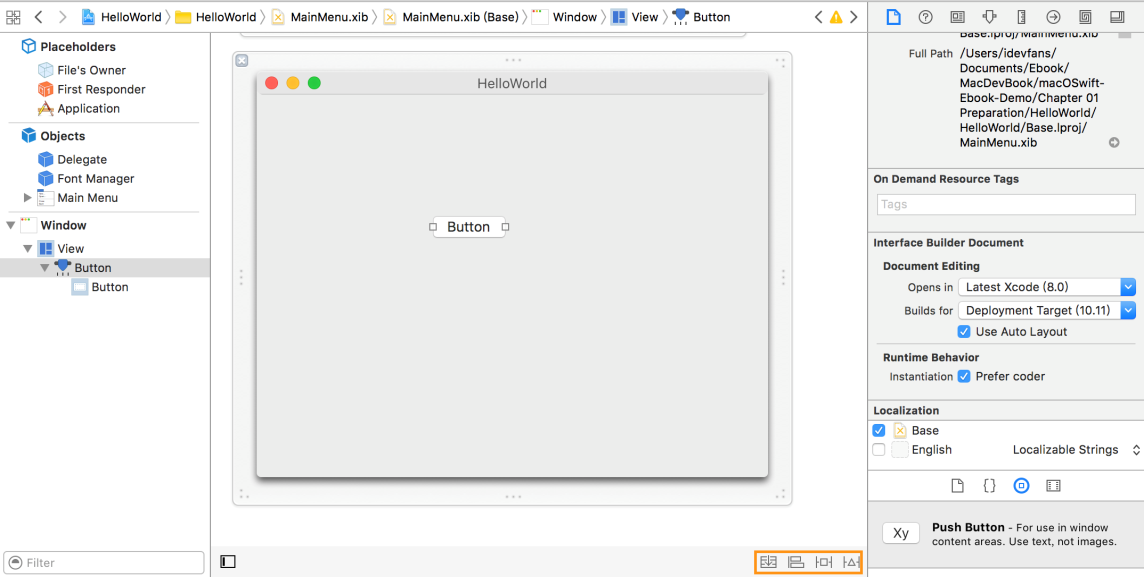 HelloWorld HelloWorld MainMenu.xib MainMenu.xib (Base) Window View Button
Placeholders
File's Owner
First Responder
Application
Objects
Delegate
Font Manager
Main Menu
Window
View
Button
Button
Filter
HelloWorld
Button
Base.lproj/MainMenu.xib
Full Path /Users/idevfans/
Documents/Ebook/
MacDevBook/macOSwift-
Ebook-Demo/Chapter 01
Preparation/HelloWorld/
HelloWorld/Base.lproj/
MainMenu.xib
On Demand Resource Tags
Tags
Interface Builder Document
Document Editing
Opens in Latest Xcode (8.0)
Builds for Deployment Target (10.11)
Use Auto Layout
Runtime Behavior
Instantiation Prefer coder
Localization
Base
English Localizable Strings
{}
Xy
Push Button - For use in window
content areas. Use text, not images.